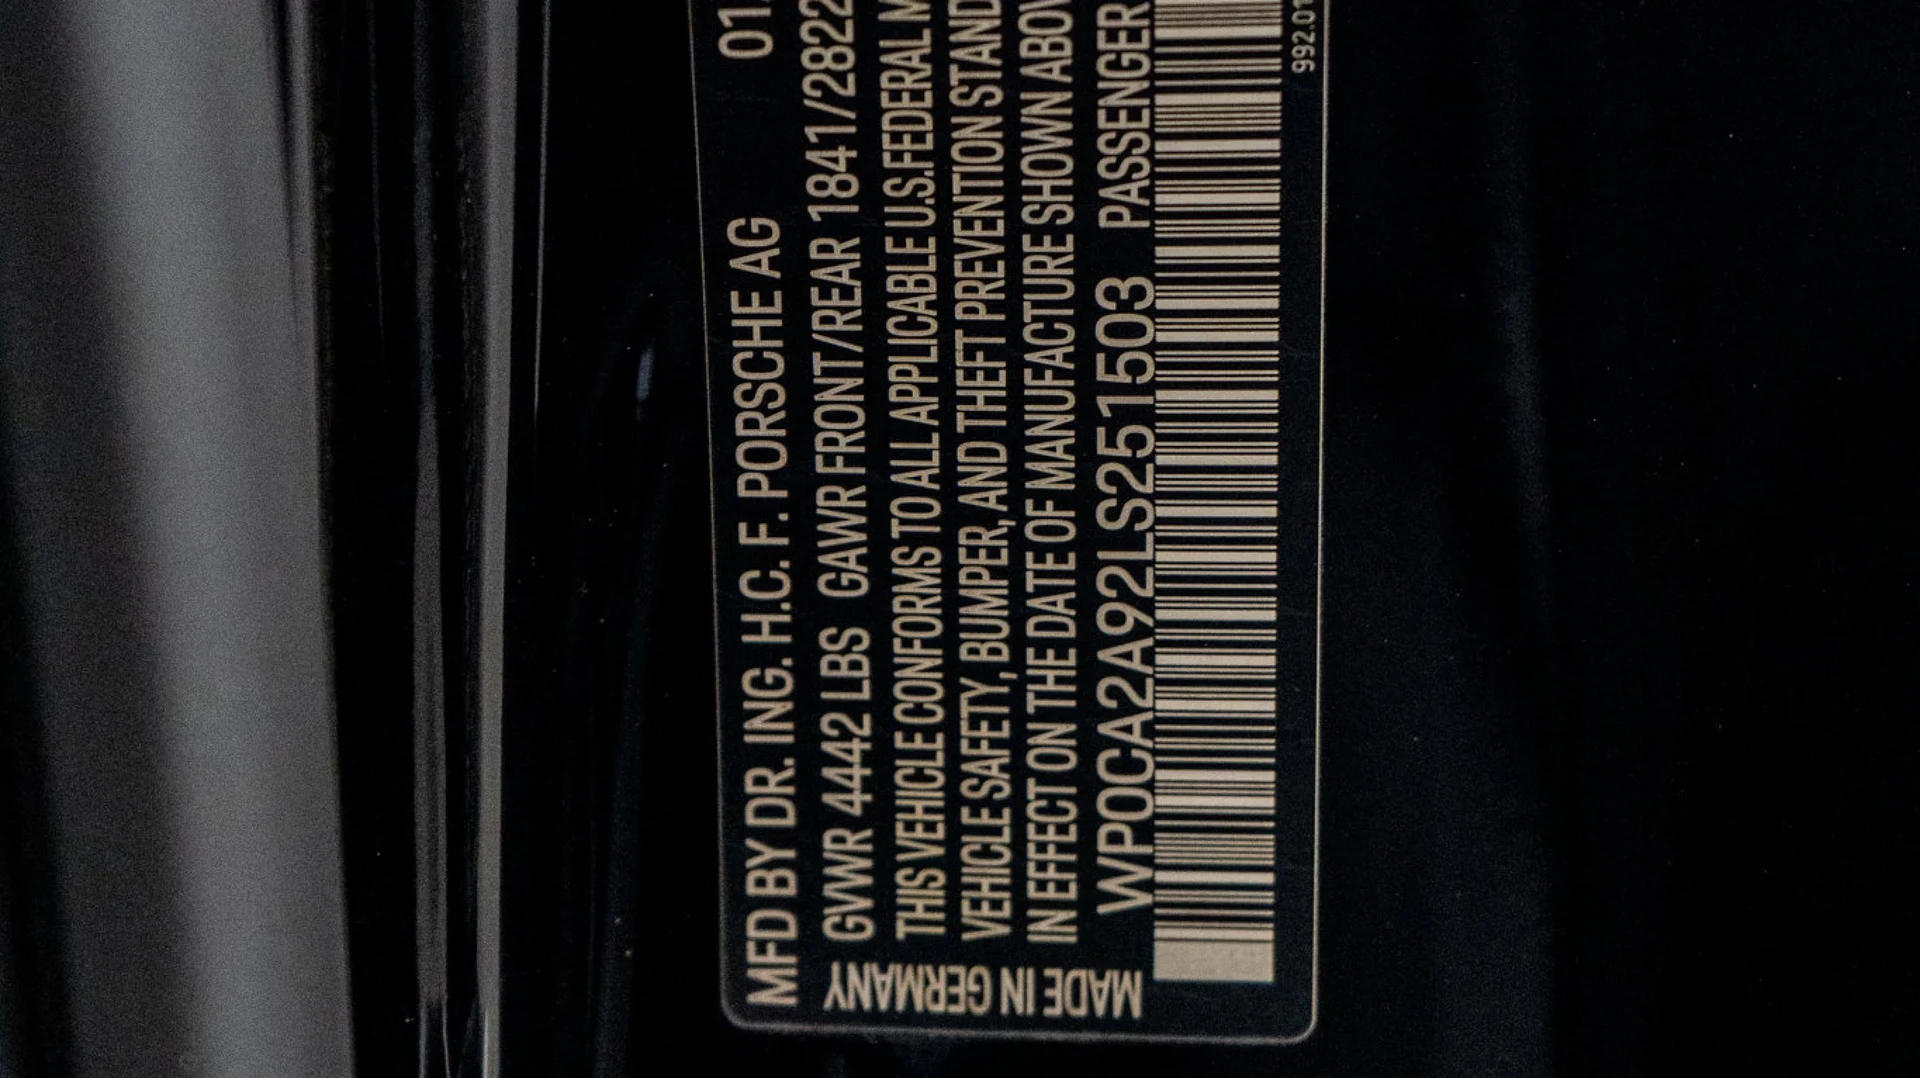 MFD BY DR. ING. H.C. F. PORSCHE AG 01
GVWR 4442 LBS GAWR FRONT/REAR 1841/2822
THIS VEHICLE CONFORMS TO ALL APPLICABLE U.S.FEDERAL M
VEHICLE SAFETY, BUMPER, AND THEFT PREVENTION STAND
IN EFFECT ON THE DATE OF MANUFACTURE SHOWN ABOV
WP0CA2A92LS251503 PASSENGER
992.01
MADE IN GERMANY